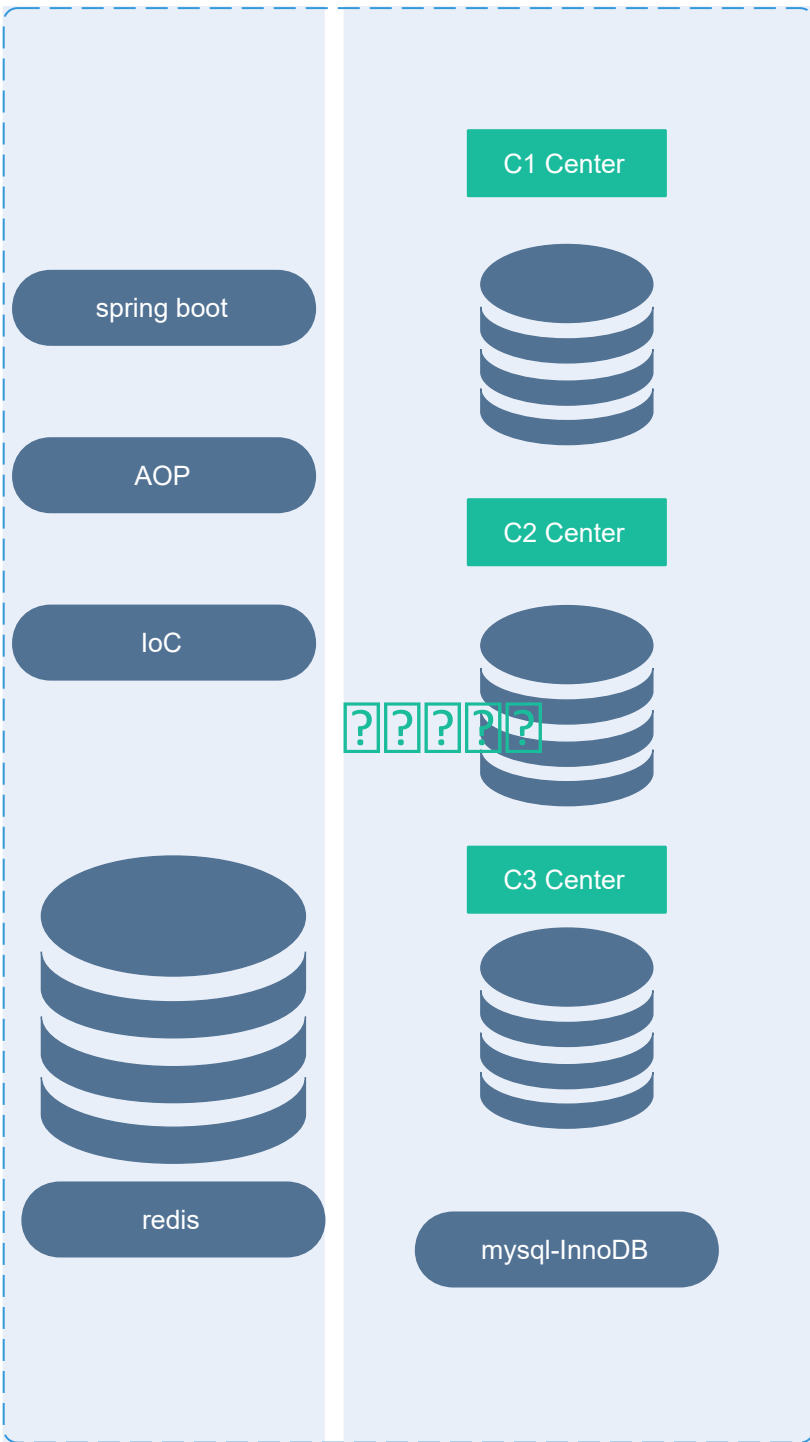 spring boot
AOP
IoC
redis
C1 Center
C2 Center
C3 Center
mysql-InnoDB